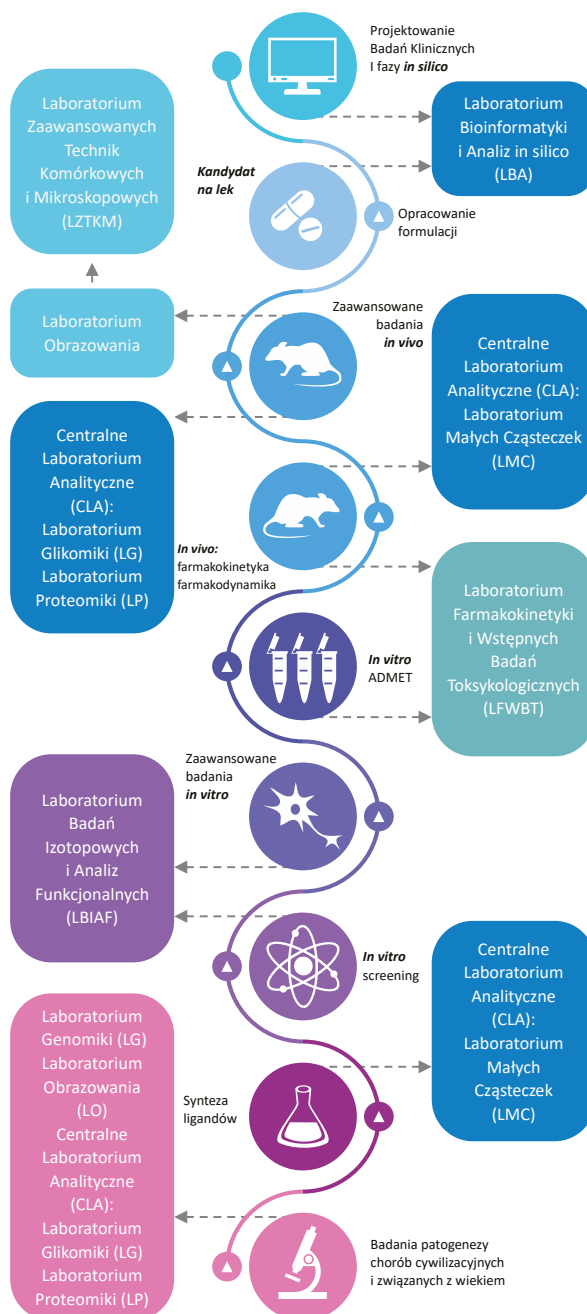 Projektowanie
Badań Klinicznych
I fazy in silico
Laboratorium
Zaawansowanych
Technik
Komórkowych
i Mikroskopowych
(LZTKM)
Laboratorium
Bioinformatyki
i Analiz in silico
(LBA)
Kandydat
na lek
Opracowanie
formulacji
Laboratorium
Obrazowania
Zaawansowane
badania
in vivo
Centralne
Laboratorium
Analityczne (CLA):
Laboratorium
Małych Cząsteczek
(LMC)
Centralne
Laboratorium
Analityczne
(CLA):
Laboratorium
Glikomiki (LG)
Laboratorium
Proteomiki (LP)
In vivo:
farmakokinetyka
farmakodynamika
Laboratorium
Farmakokinetyki
i Wstępnych
Badań
Toksykologicznych
(LFWBT)
In vitro
ADMET
Zaawansowane
badania
in vitro
Laboratorium
Badań
Izotopowych
i Analiz
Funkcjonalnych
(LBIAF)
In vitro
screening
Centralne
Laboratorium
Analityczne
(CLA):
Laboratorium
Małych
Cząsteczek
(LMC)
Synteza
ligandów
Laboratorium
Genomiki (LG)
Laboratorium
Obrazowania
(LO)
Centralne
Laboratorium
Analityczne
(CLA):
Laboratorium
Glikomiki (LG)
Laboratorium
Proteomiki (LP)
Badania patogenezy
chorób cywilizacyjnych
i związanych z wiekiem